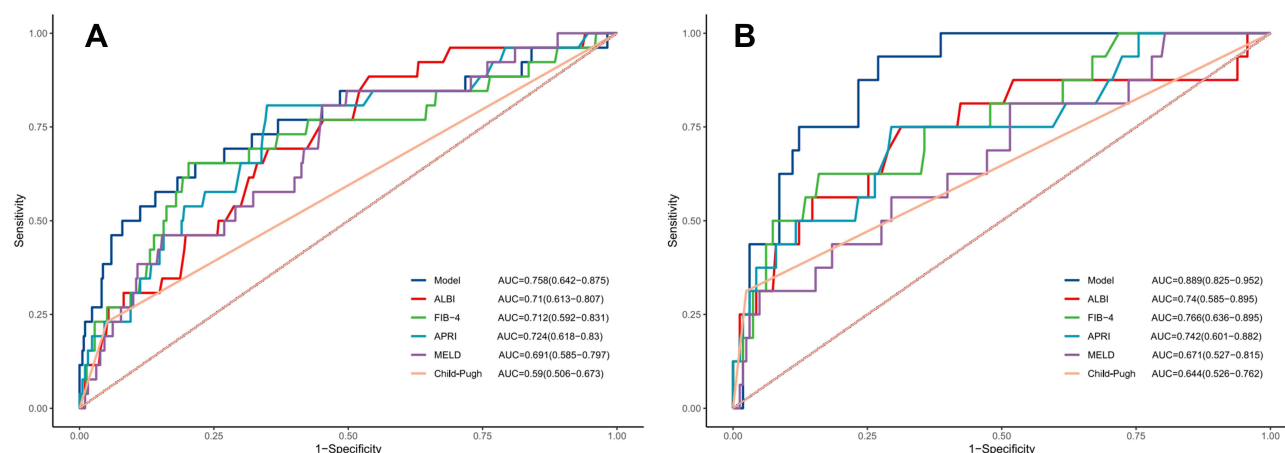 A
1.00
0.75
0.50
0.25
0.00
Sensitivity
Model AUC=0.758(0.642−0.875)
ALBI AUC=0.71(0.613−0.807)
FIB−4 AUC=0.712(0.592−0.831)
APRI AUC=0.724(0.618−0.83)
MELD AUC=0.691(0.585−0.797)
Child−Pugh AUC=0.59(0.506−0.673)
0.00 0.25 0.50 0.75 1.00
1−Specificity
B
1.00
0.75
0.50
0.25
0.00
Sensitivity
Model AUC=0.889(0.825−0.952)
ALBI AUC=0.74(0.585−0.895)
FIB−4 AUC=0.766(0.636−0.895)
APRI AUC=0.742(0.601−0.882)
MELD AUC=0.671(0.527−0.815)
Child−Pugh AUC=0.644(0.526−0.762)
0.00 0.25 0.50 0.75 1.00
1−Specificity